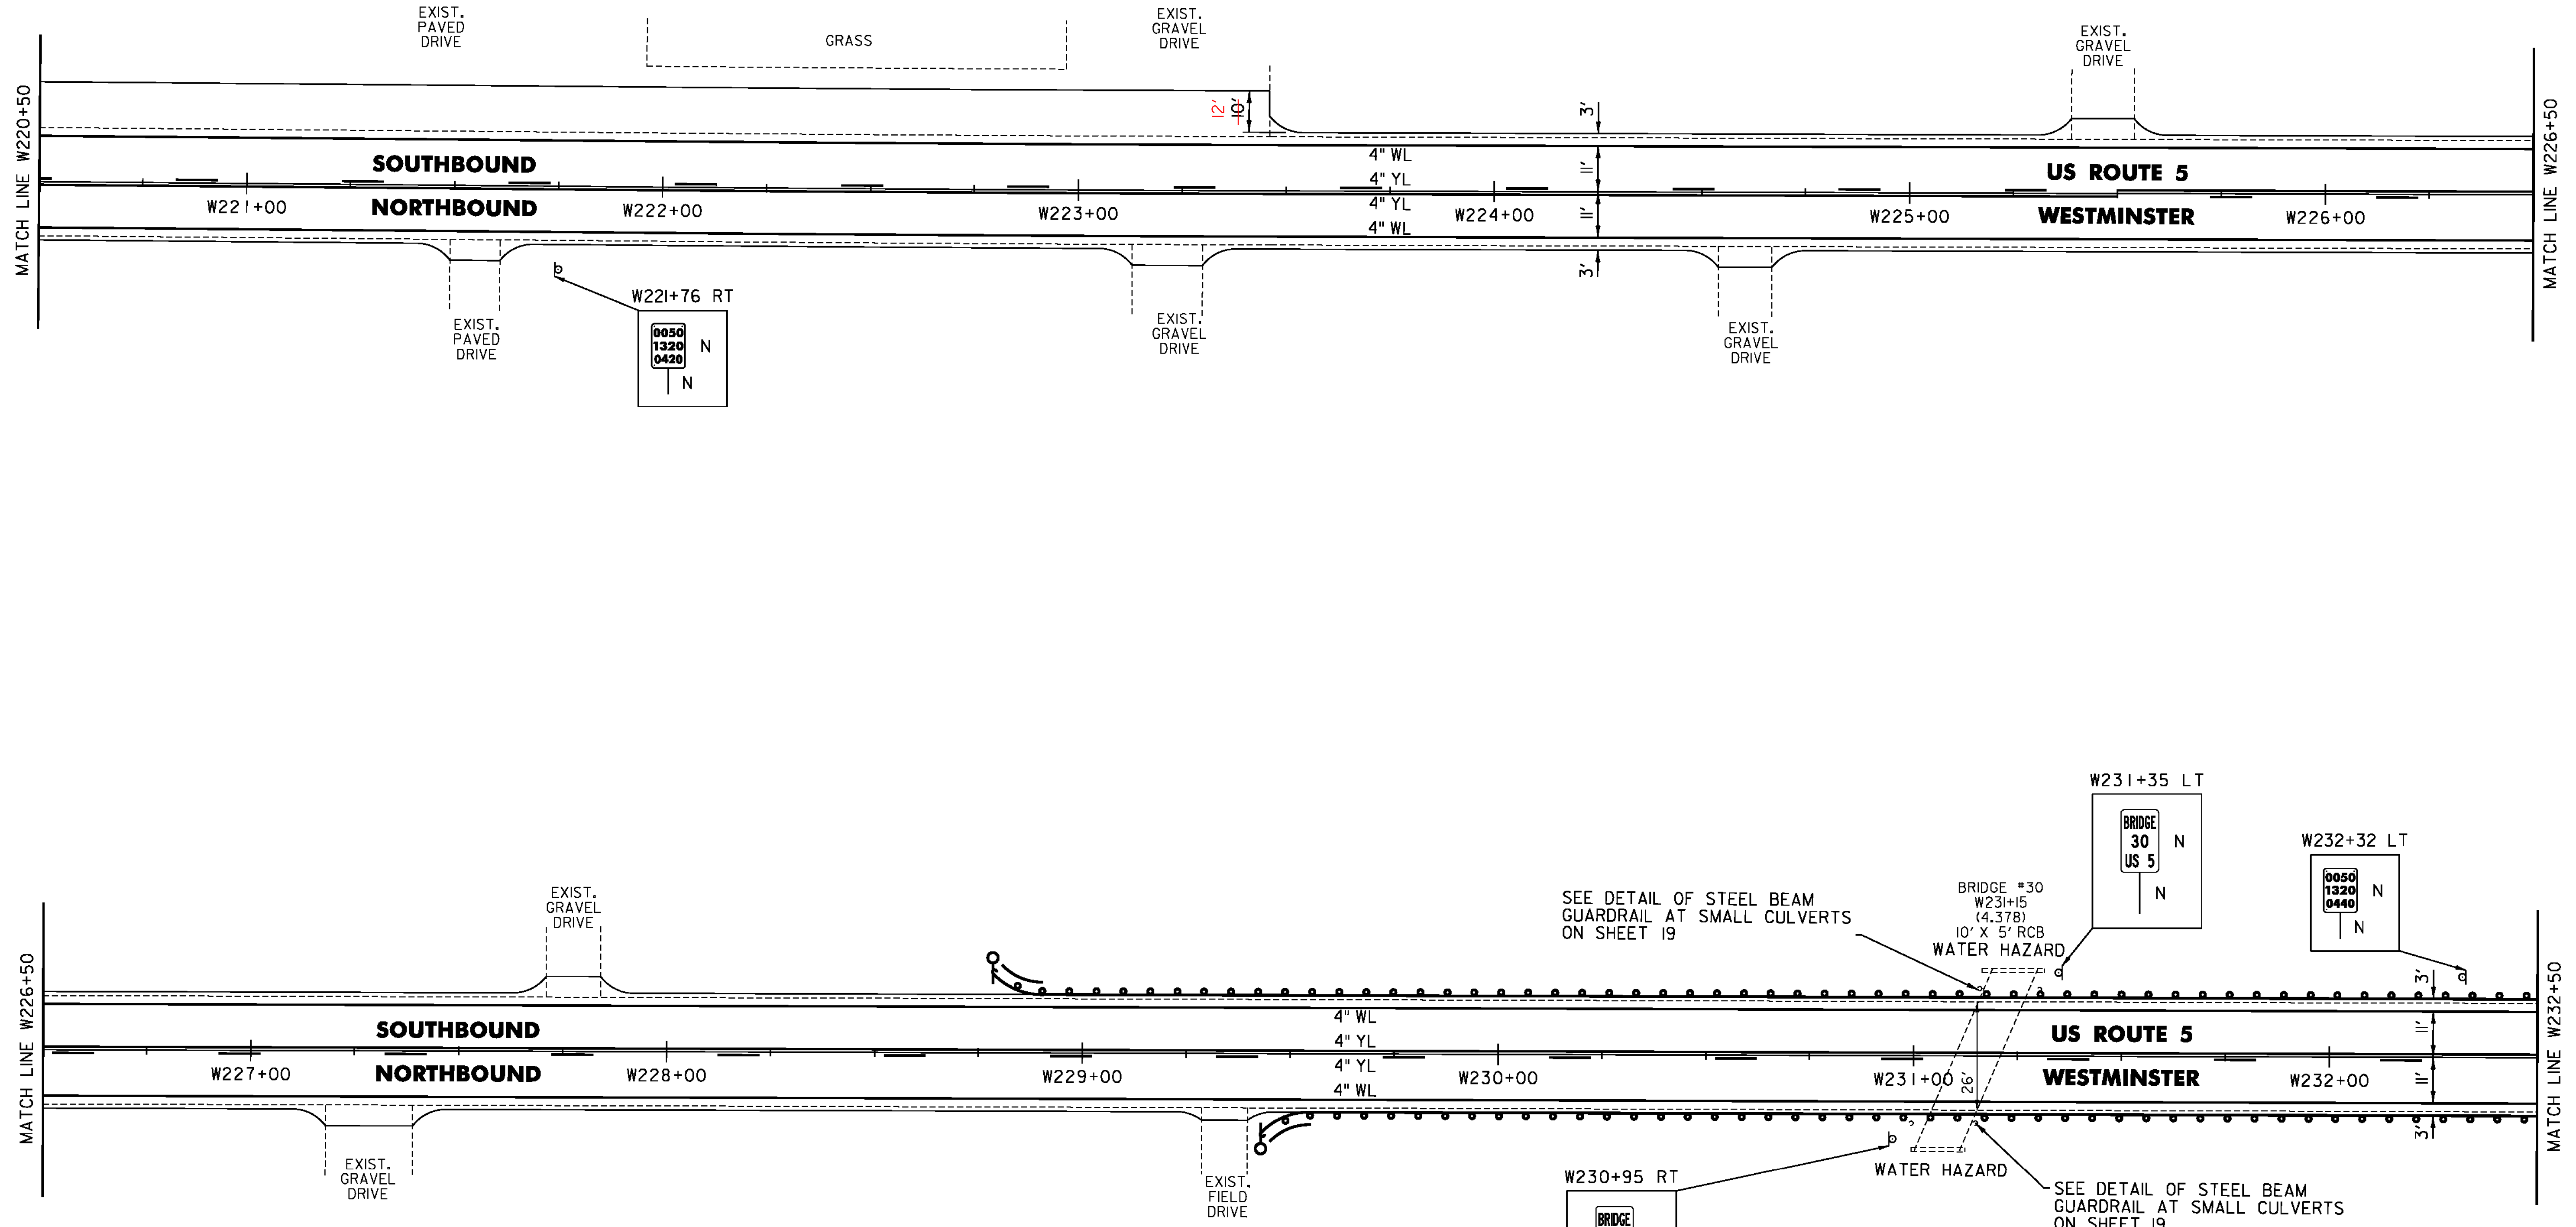 EXIST.
PAVED
DRIVE
GRASS
EXIST.
GRAVEL
DRIVE
EXIST.
GRAVEL
DRIVE
MATCH LINE W220+50
12'
10'
3'
SOUTHBOUND
4" WL
4" YL
11'
US ROUTE 5
MATCH LINE W226+50
W221+00
NORTHBOUND
W222+00
W223+00
4" YL
4" WL
W224+00
11'
W225+00
WESTMINSTER
W226+00
3'
W221+76 RT
0050
1320
0420
N
N
EXIST.
PAVED
DRIVE
EXIST.
GRAVEL
DRIVE
EXIST.
GRAVEL
DRIVE
W231+35 LT
BRIDGE
30
US 5
N
N
W232+32 LT
0050
1320
0440
N
N
EXIST.
GRAVEL
DRIVE
SEE DETAIL OF STEEL BEAM
GUARDRAIL AT SMALL CULVERTS
ON SHEET 19
BRIDGE #30
W231+15
(4.378)
10' X 5' RCB
WATER HAZARD
MATCH LINE W226+50
3'
SOUTHBOUND
4" WL
4" YL
US ROUTE 5
11'
MATCH LINE W232+50
W227+00
NORTHBOUND
W228+00
W229+00
4" YL
4" WL
W230+00
W231+00
26'
WESTMINSTER
W232+00
11'
3'
EXIST.
GRAVEL
DRIVE
EXIST.
FIELD
DRIVE
W230+95 RT
BRIDGE
WATER HAZARD
SEE DETAIL OF STEEL BEAM
GUARDRAIL AT SMALL CULVERTS
ON SHEET 19